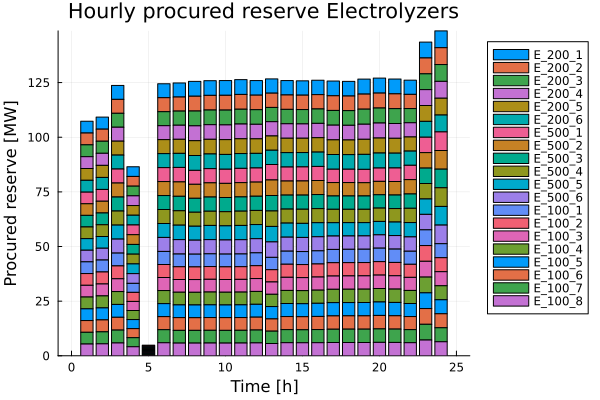 Hourly procured reserve Electrolyzers
Procured reserve [MW]
125
100
75
50
25
0
0 5 10 15 20 25
Time [h]
E_200_1
E_200_2
E_200_3
E_200_4
E_200_5
E_200_6
E_500_1
E_500_2
E_500_3
E_500_4
E_500_5
E_500_6
E_100_1
E_100_2
E_100_3
E_100_4
E_100_5
E_100_6
E_100_7
E_100_8